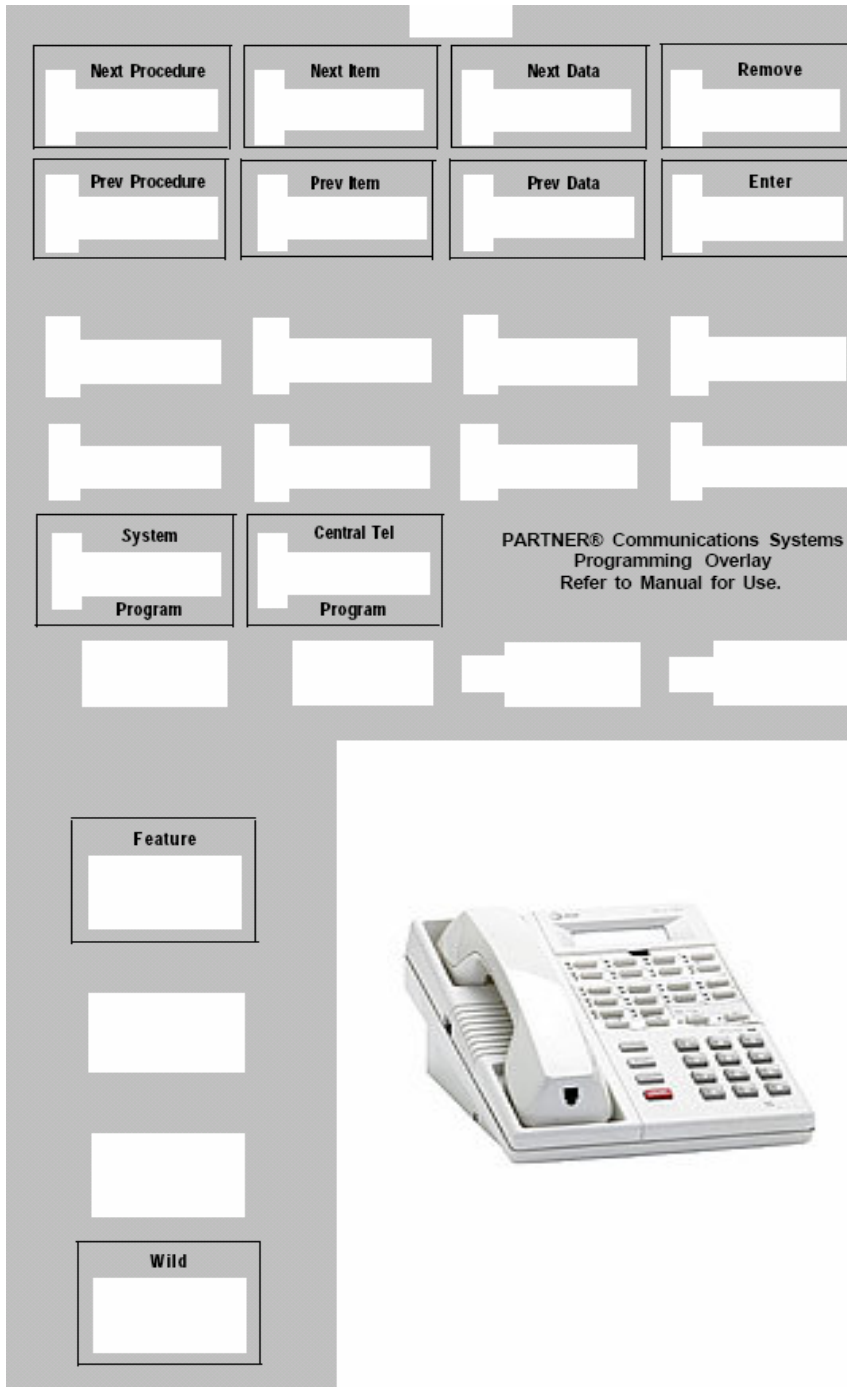 Next Procedure
Next Item
Next Data
Remove
Prev Procedure
Prev Item
Prev Data
Enter
System
Program
Central Tel
Program
PARTNER® Communications Systems
Programming Overlay
Refer to Manual for Use.
Feature
Wild